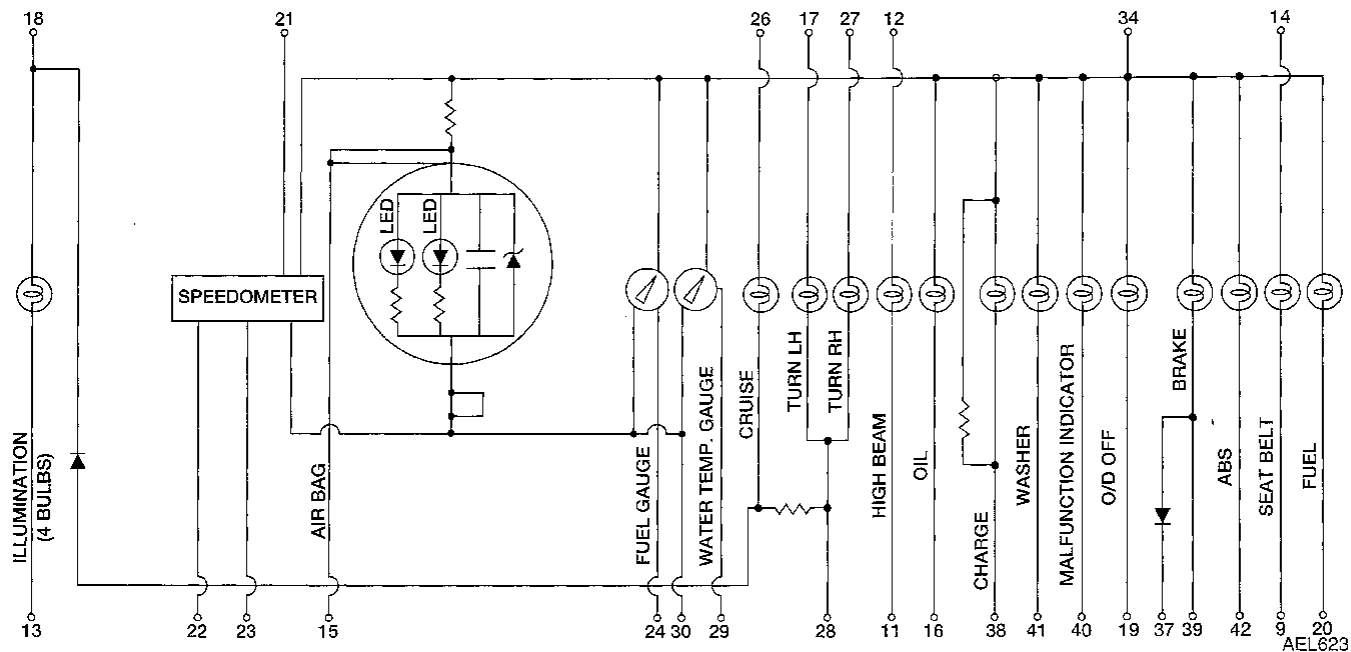 18
21
26
17
27
12
34
14
LED
LED
SPEEDOMETER
ILLUMINATION
(4 BULBS)
AIR BAG
FUEL GAUGE
WATER TEMP. GAUGE
CRUISE
TURN LH
TURN RH
HIGH BEAM
OIL
CHARGE
WASHER
MALFUNCTION INDICATOR
O/D OFF
BRAKE
ABS
SEAT BELT
FUEL
13
22
23
15
24
30
29
28
11
16
38
41
40
19
37
39
42
9
20
AEL623